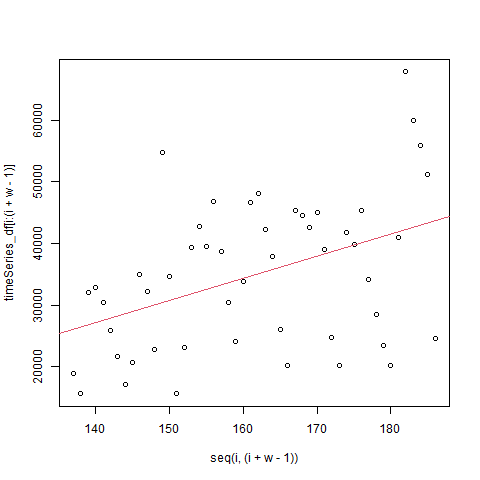 60000
50000
40000
30000
20000
timeSeries_df[i:(i + w - 1)]
140 150 160 170 180
seq(i, (i + w - 1))